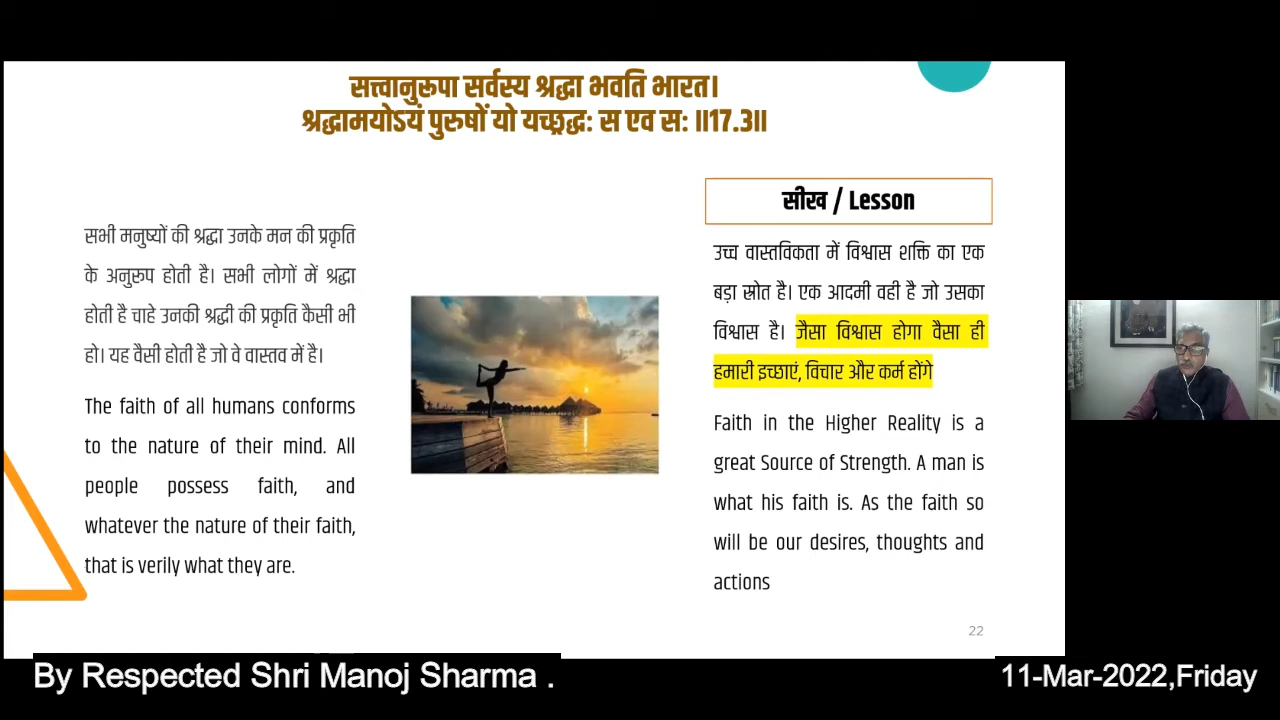 सत्त्वानुरूपा सर्वस्य श्रद्धा भवति भारत।
श्रद्धामयोऽयं पुरुषों यो यच्छ्रद्धः स एव सः ॥17.3॥
सभी मनुष्यों की श्रद्धा उनके मन की प्रकृति
के अनुरूप होती है। सभी लोगों में श्रद्धा
होती है चाहे उनकी श्रद्धी की प्रकृति कैसी भी
हो। यह वैसी होती है जो वे वास्तव में है।
The faith of all humans conforms
to the nature of their mind. All
people possess faith, and
whatever the nature of their faith,
that is verily what they are.
सीख / Lesson
उच्च वास्तविकता में विश्वास शक्ति का एक
बड़ा स्रोत है। एक आदमी वही है जो उसका
विश्वास है। जैसा विश्वास होगा वैसा ही
हमारी इच्छाएं, विचार और कर्म होंगे
Faith in the Higher Reality is a
great Source of Strength. A man is
what his faith is. As the faith so
will be our desires, thoughts and
actions
22
By Respected Shri Manoj Sharma .
11-Mar-2022,Friday